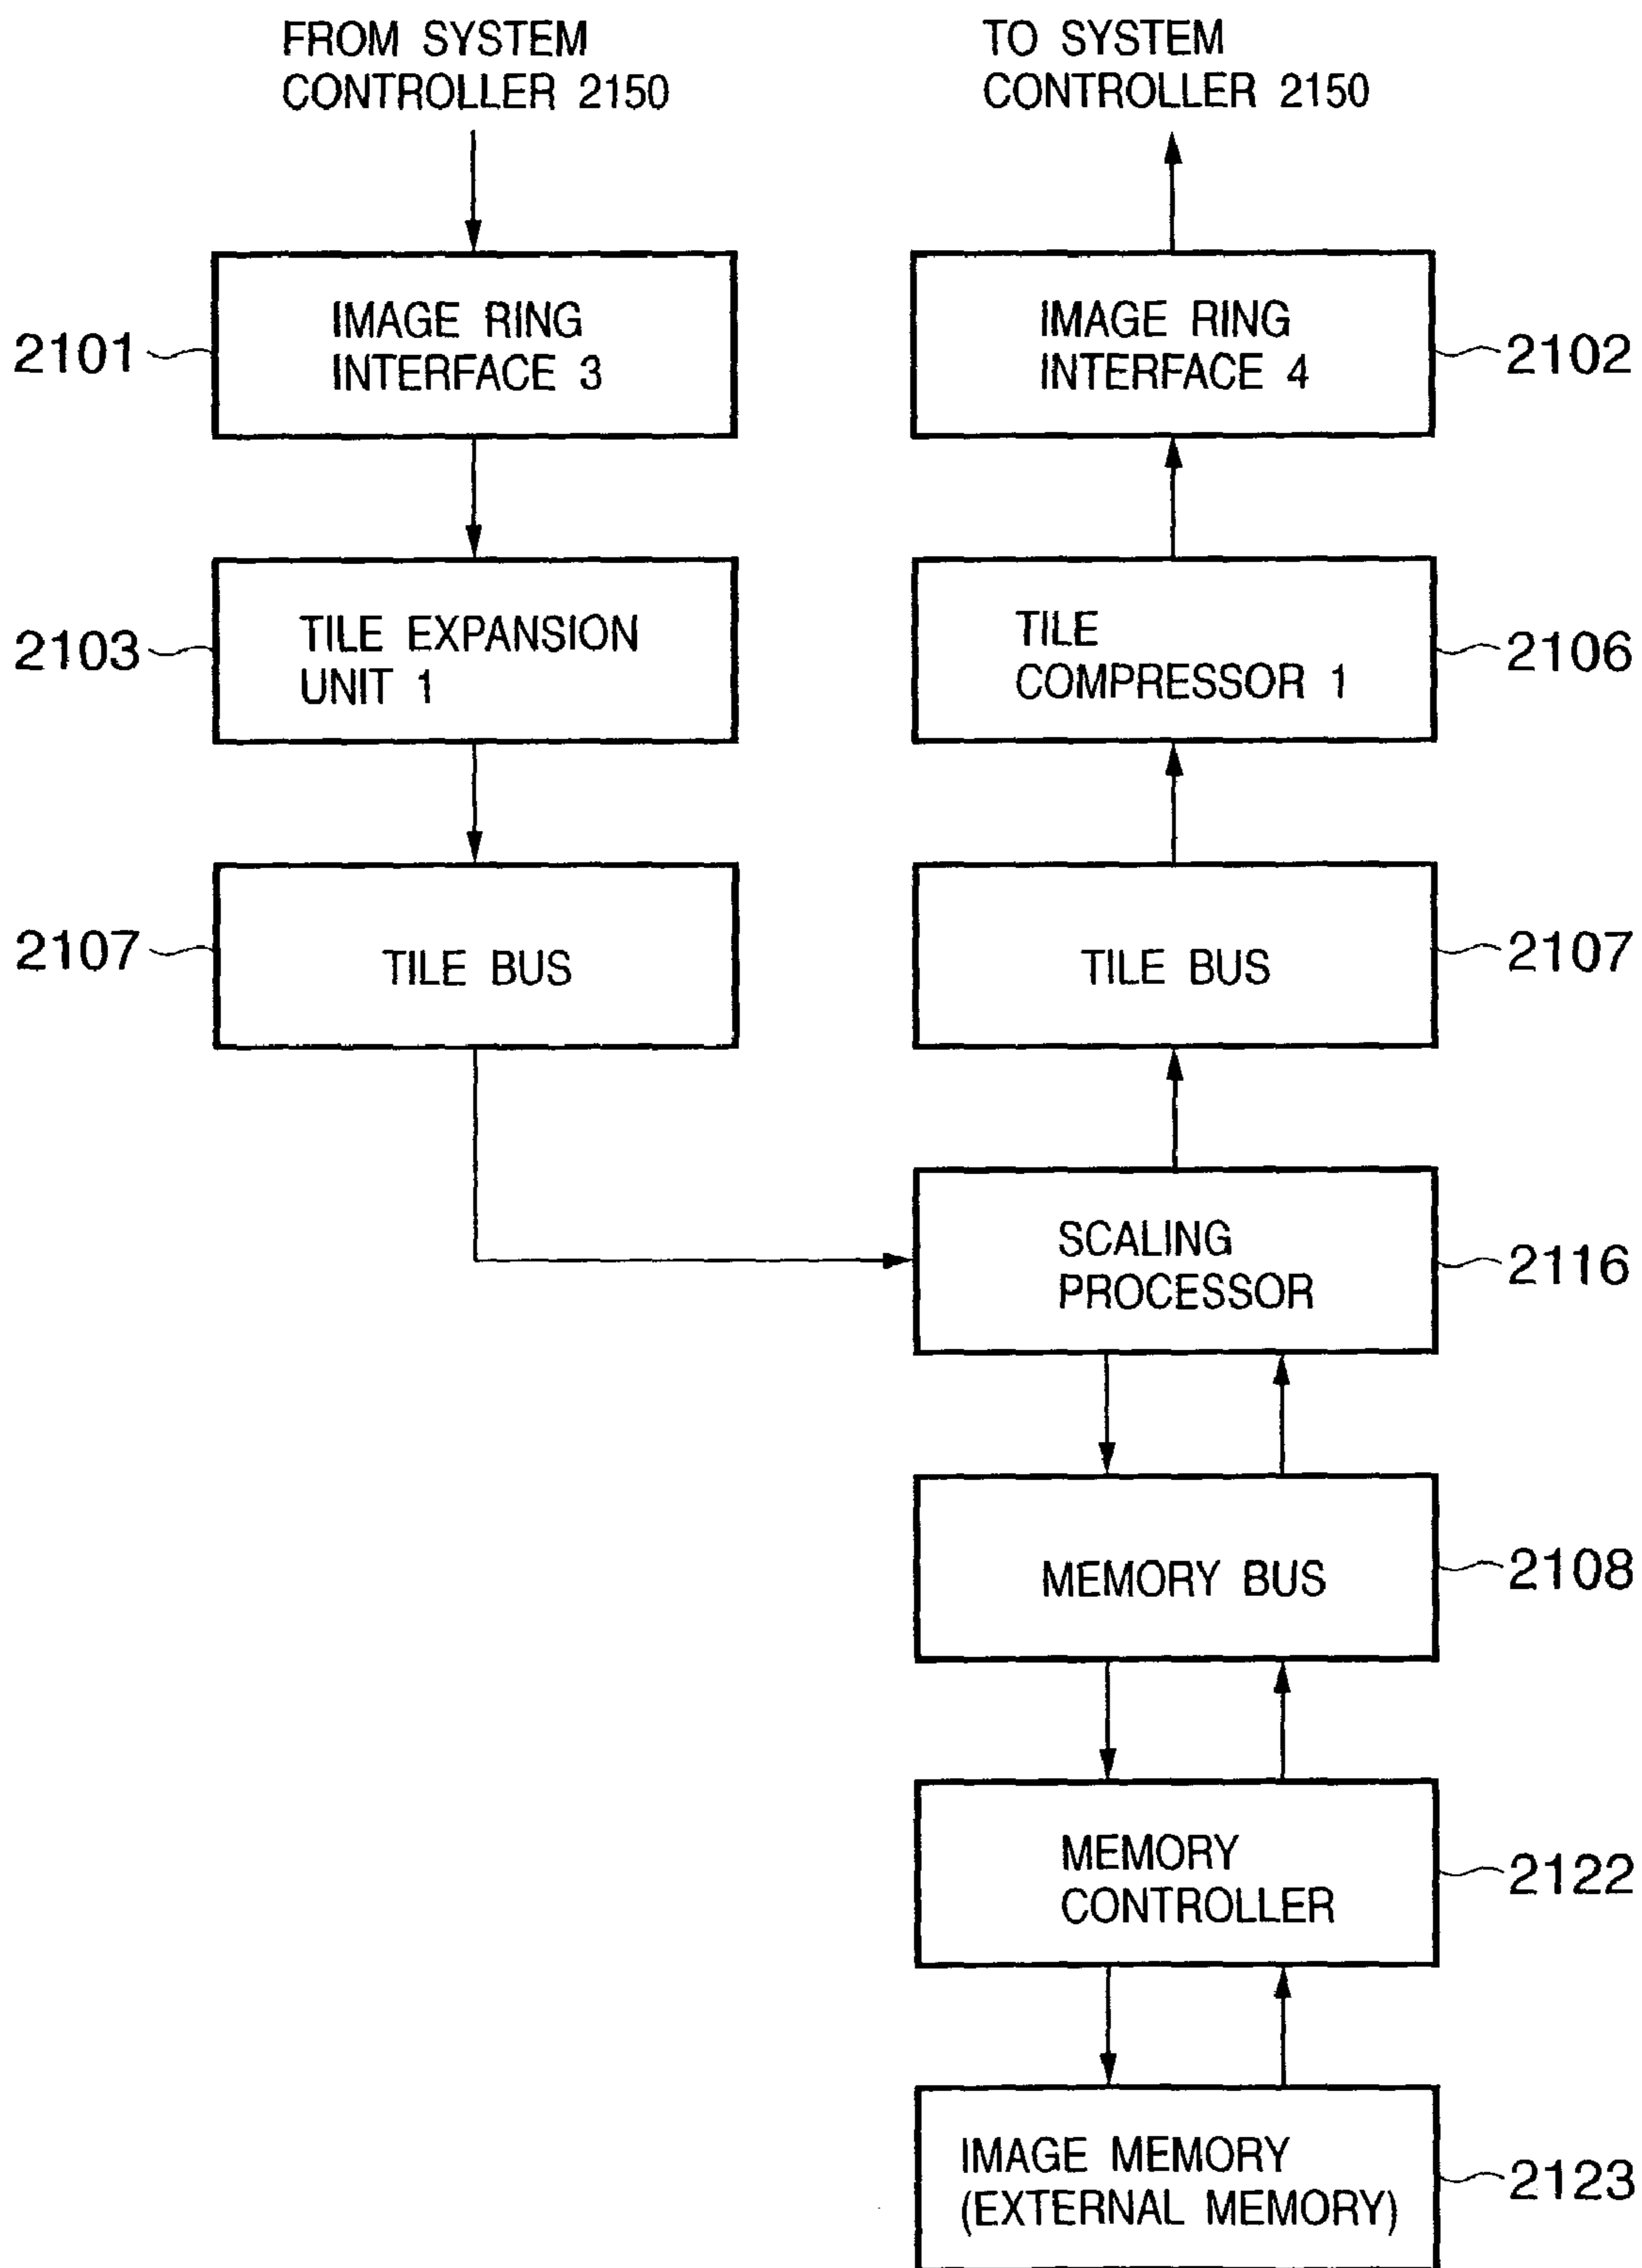 FROM SYSTEM
CONTROLLER 2150
TO SYSTEM
CONTROLLER 2150
2101
IMAGE RING
INTERFACE 3
IMAGE RING
INTERFACE 4
2102
2103
TILE EXPANSION
UNIT 1
TILE
COMPRESSOR 1
2106
2107
TILE BUS
TILE BUS
2107
SCALING
PROCESSOR
2116
MEMORY BUS
2108
MEMORY
CONTROLLER
2122
IMAGE MEMORY
(EXTERNAL MEMORY)
2123